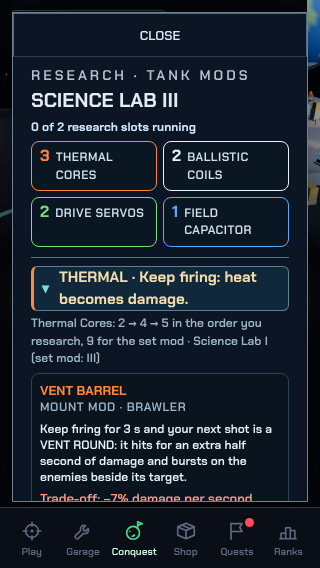 CLOSE
RESEARCH · TANK MODS
SCIENCE LAB III
0 of 2 research slots running
3 THERMAL CORES
2 BALLISTIC COILS
2 DRIVE SERVOS
1 FIELD CAPACITOR
▼ THERMAL · Keep firing: heat
becomes damage.
Thermal Cores: 2 → 4 → 5 in the order you
research, 9 for the set mod · Science Lab I
(set mod: III)
VENT BARREL
MOUNT MOD · BRAWLER
Keep firing for 3 s and your next shot is a
VENT ROUND: it hits for an extra half
second of damage and bursts on the
enemies beside its target.
Trade-off: −7% damage per second
Play Garage Conquest Shop Quests Ranks